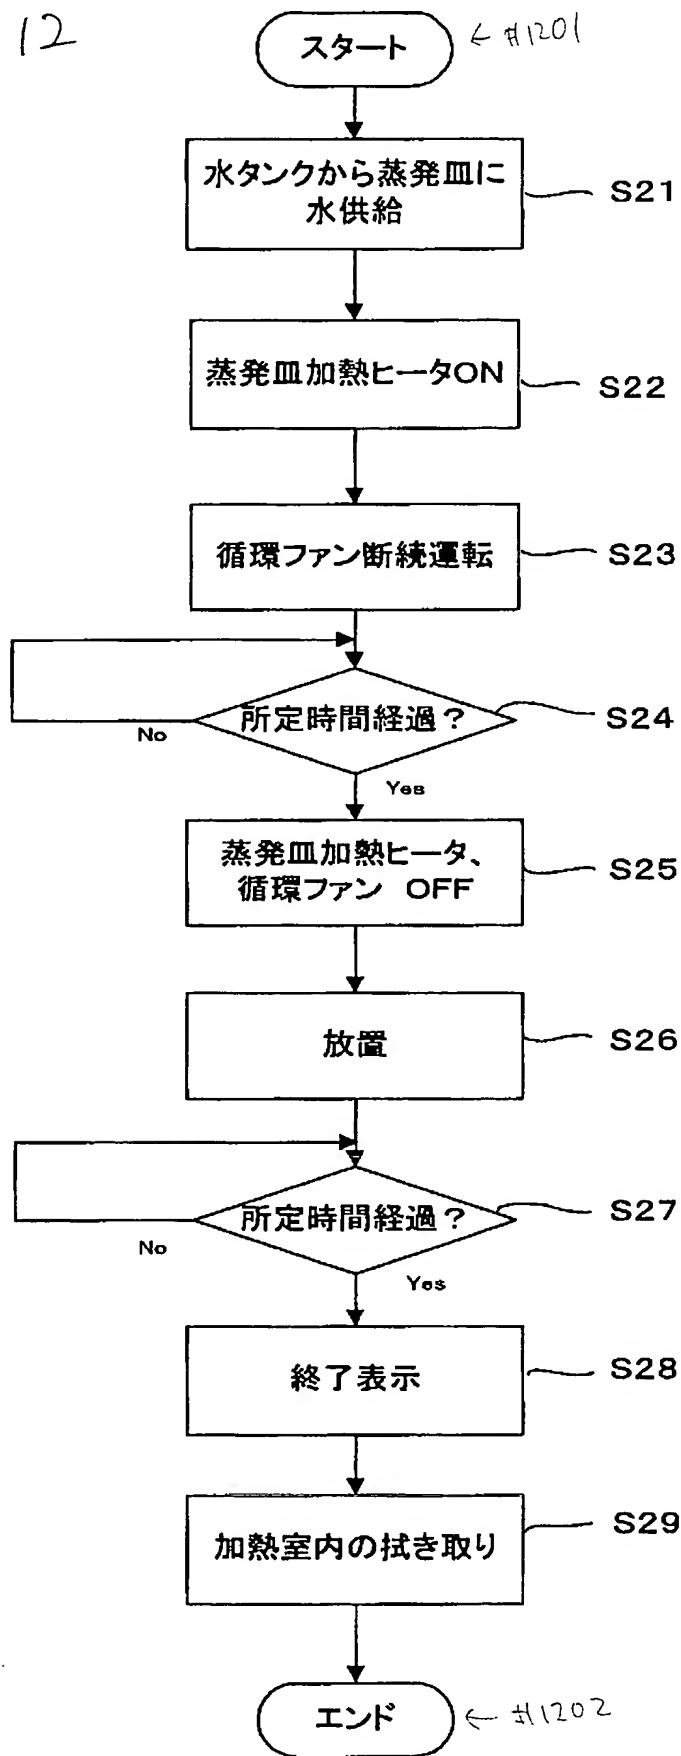 12
スタート
← #1201
水タンクから蒸発皿に
水供給
S21
蒸発皿加熱ヒータON
S22
循環ファン断続運転
S23
所定時間経過？
S24
No
Yes
蒸発皿加熱ヒータ、
循環ファン OFF
S25
放置
S26
所定時間経過？
S27
No
Yes
終了表示
S28
加熱室内の拭き取り
S29
エンド
← #1202